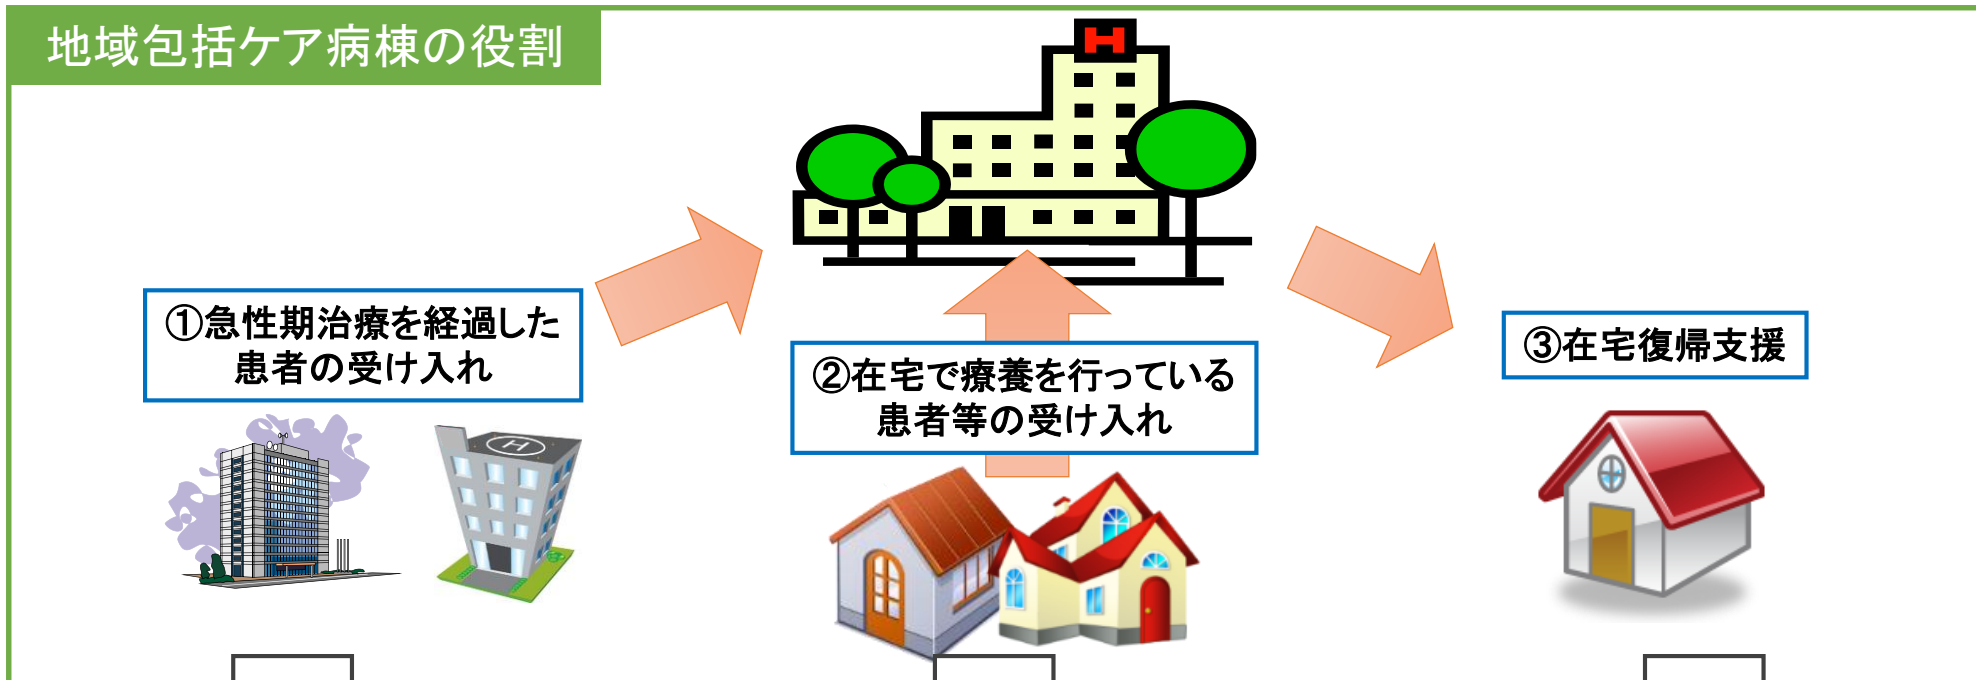 地域包括ケア病棟の役割
H
①急性期治療を経過した
患者の受け入れ
②在宅で療養を行っている
患者等の受け入れ
③在宅復帰支援
H